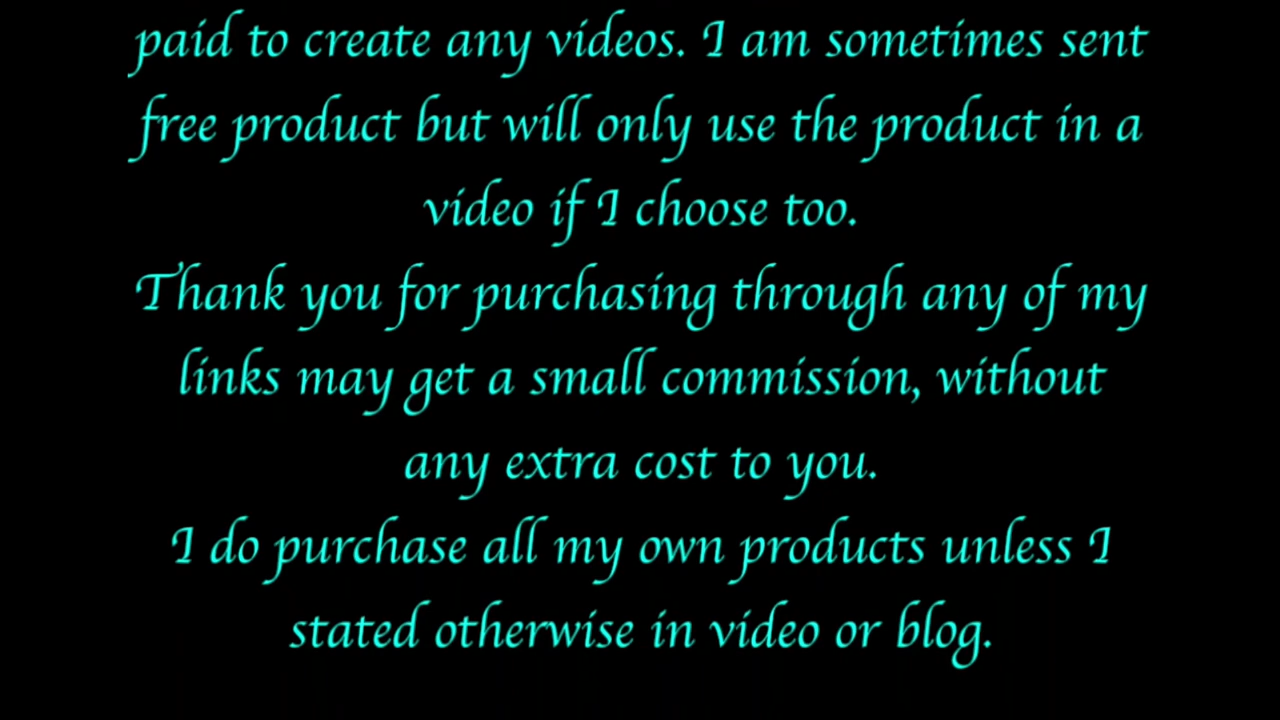 paid to create any videos. I am sometimes sent
free product but will only use the product in a
video if I choose too.
Thank you for purchasing through any of my
links may get a small commission, without
any extra cost to you.
I do purchase all my own products unless I
stated otherwise in video or blog.